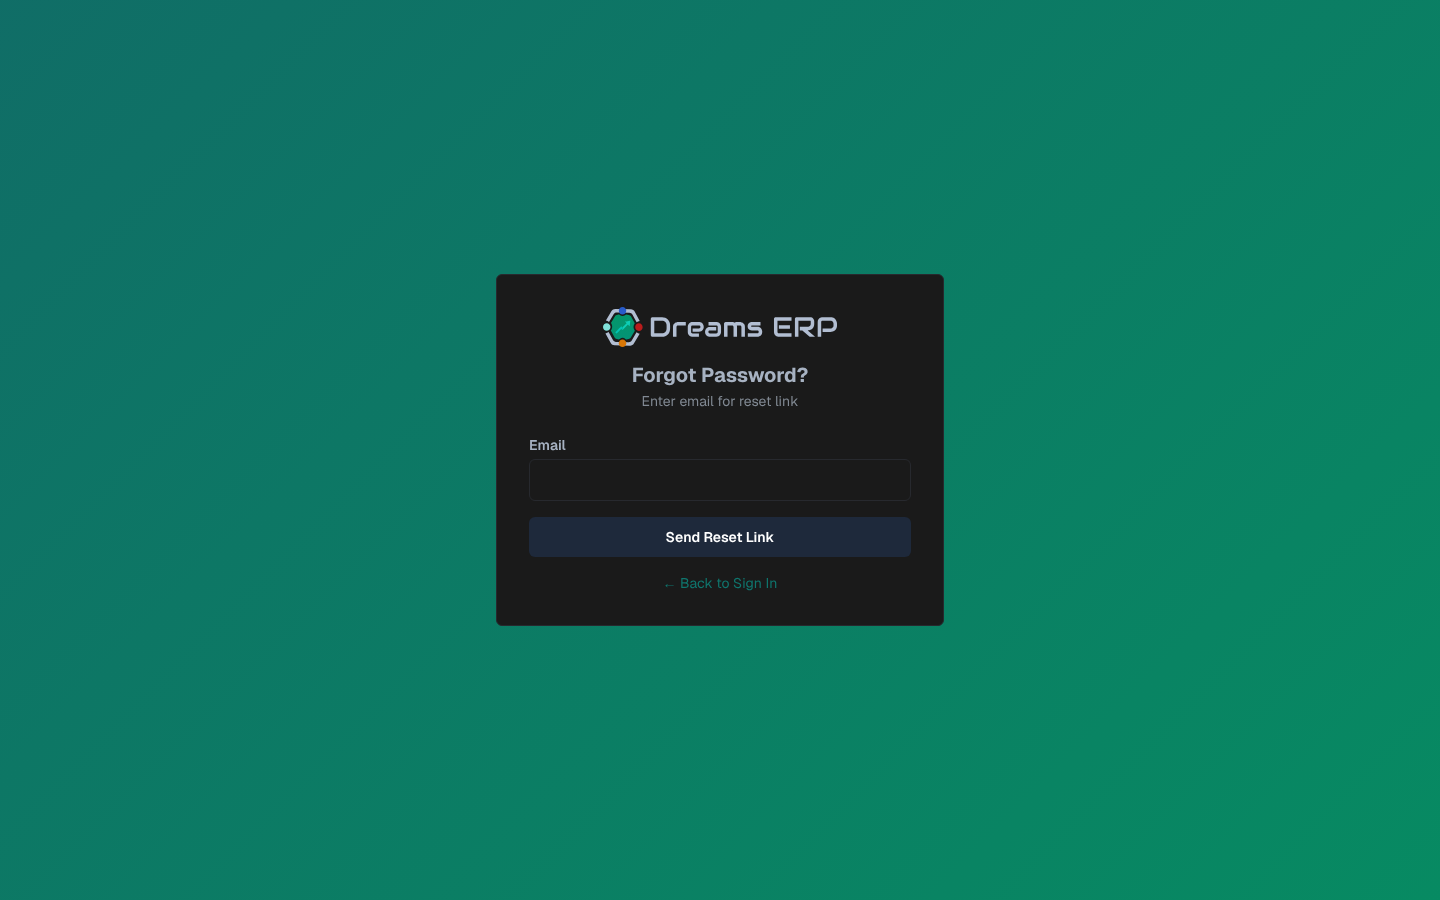 Dreams ERP
Forgot Password?
Enter email for reset link
Email
Send Reset Link
← Back to Sign In